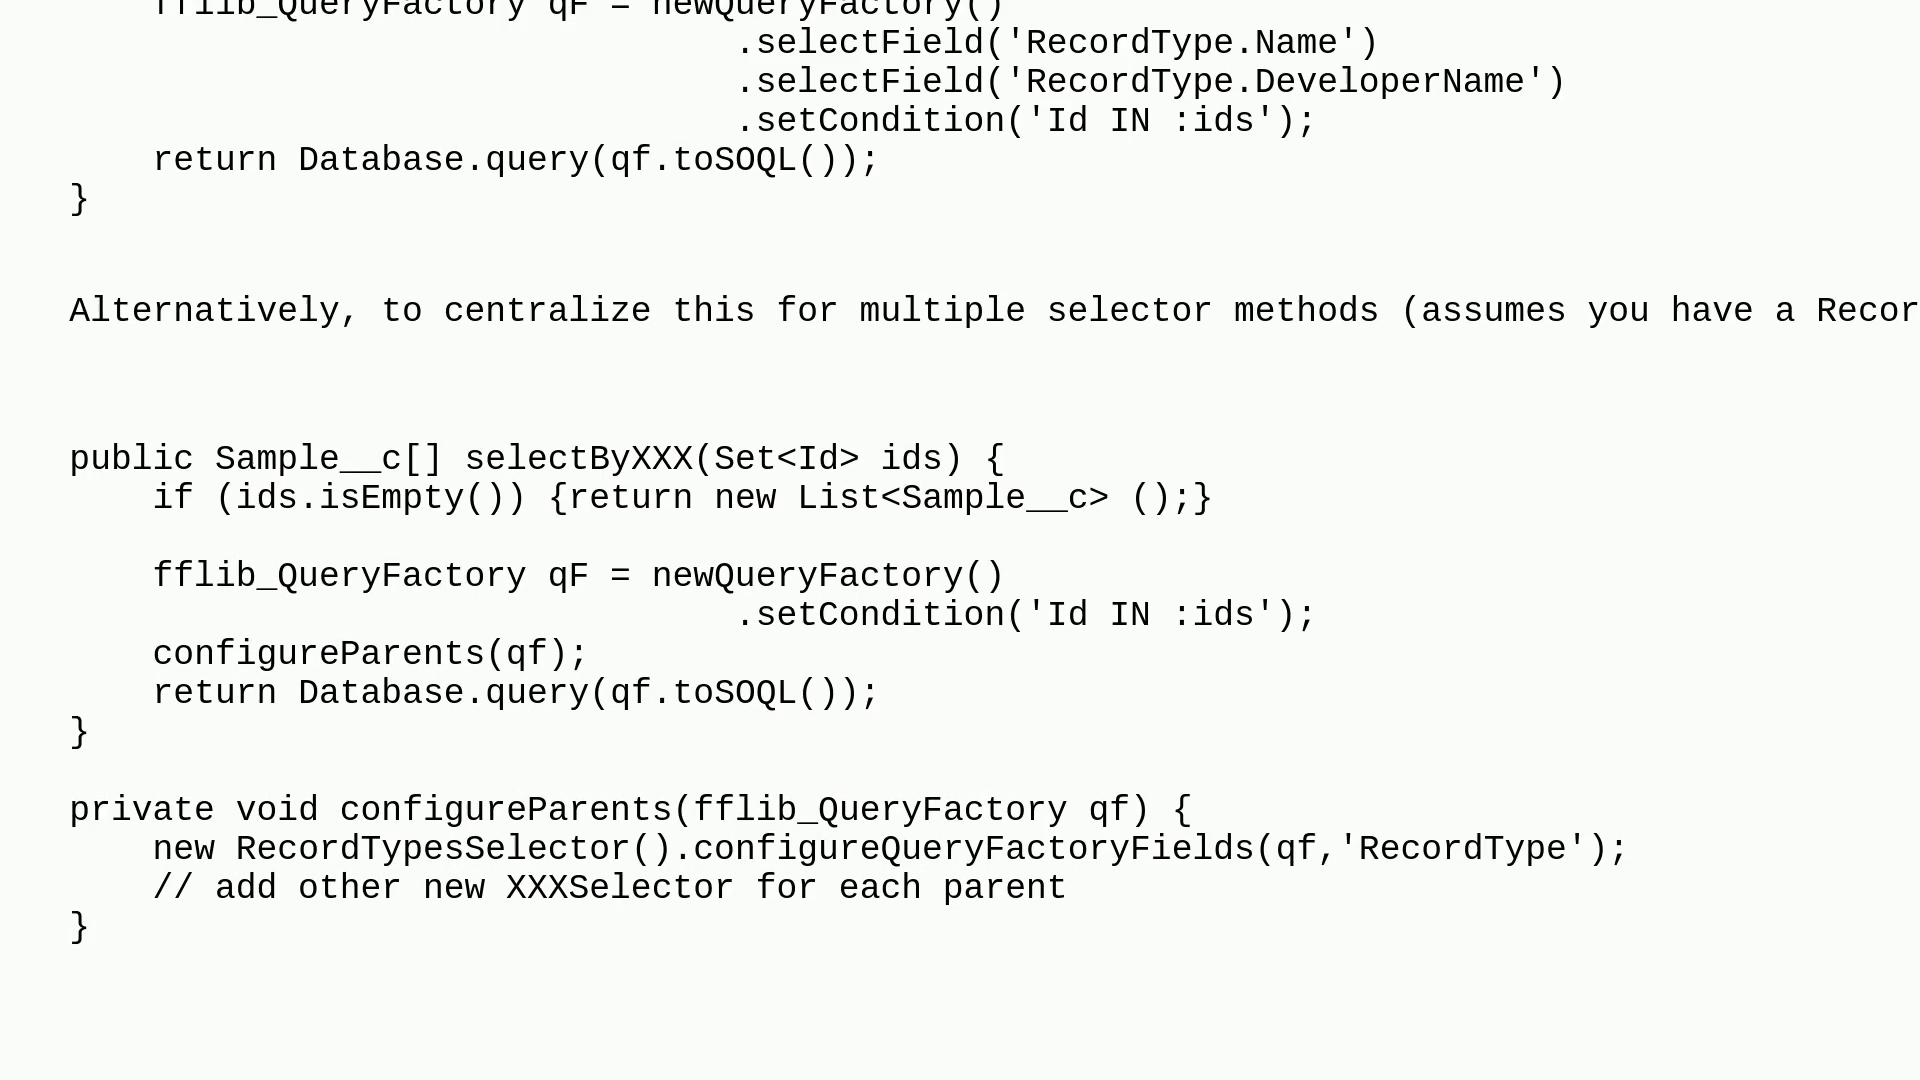 fflib_QueryFactory qF = newQueryFactory()
.selectField('RecordType.Name')
.selectField('RecordType.DeveloperName')
.setCondition('Id IN :ids');
return Database.query(qf.toSOQL());
}
Alternatively, to centralize this for multiple selector methods (assumes you have a Recor
public Sample__c[] selectByXXX(Set<Id> ids) {
if (ids.isEmpty()) {return new List<Sample__c> ();}
fflib_QueryFactory qF = newQueryFactory()
.setCondition('Id IN :ids');
configureParents(qf);
return Database.query(qf.toSOQL());
}
private void configureParents(fflib_QueryFactory qf) {
new RecordTypesSelector().configureQueryFactoryFields(qf,'RecordType');
// add other new XXXSelector for each parent
}